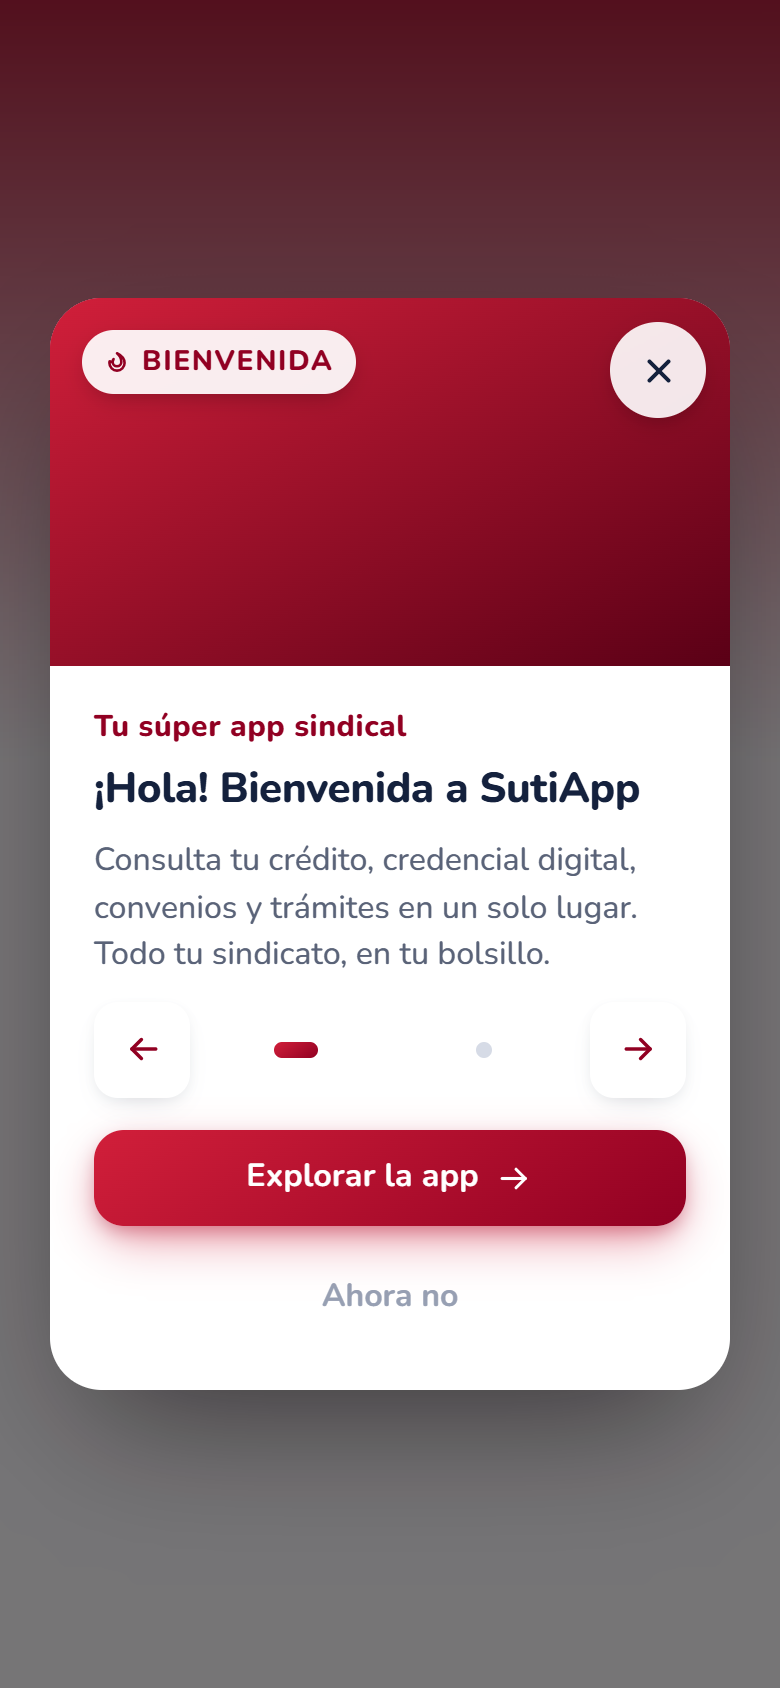 BIENVENIDA
Tu súper app sindical
¡Hola! Bienvenida a SutiApp
Consulta tu crédito, credencial digital,
convenios y trámites en un solo lugar.
Todo tu sindicato, en tu bolsillo.
Explorar la app
Ahora no